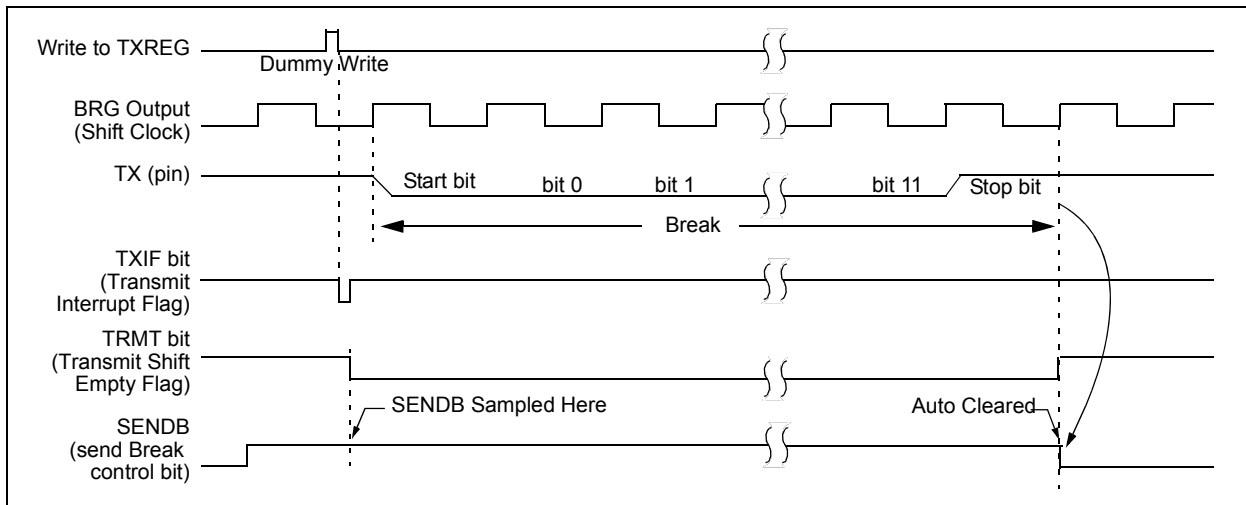 Write to TXREG
Dummy Write
BRG Output
(Shift Clock)
TX (pin)
Start bit bit 0 bit 1 bit 11 Stop bit
Break
TXIF bit
(Transmit
Interrupt Flag)
TRMT bit
(Transmit Shift
Empty Flag)
SENDB Sampled Here Auto Cleared
SENDB
(send Break
control bit)